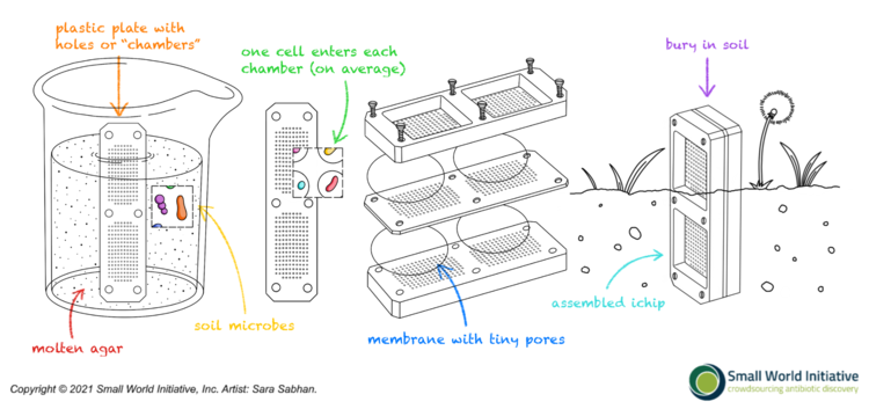 plastic plate with
holes or "chambers"
one cell enters each
chamber (on average)
bury in soil
assembled ichip
soil microbes
membrane with tiny pores
molten agar
Copyright © 2021 Small World Initiative, Inc. Artist: Sara Sabhan.
Small World Initiative
crowdsourcing antibiotic discovery